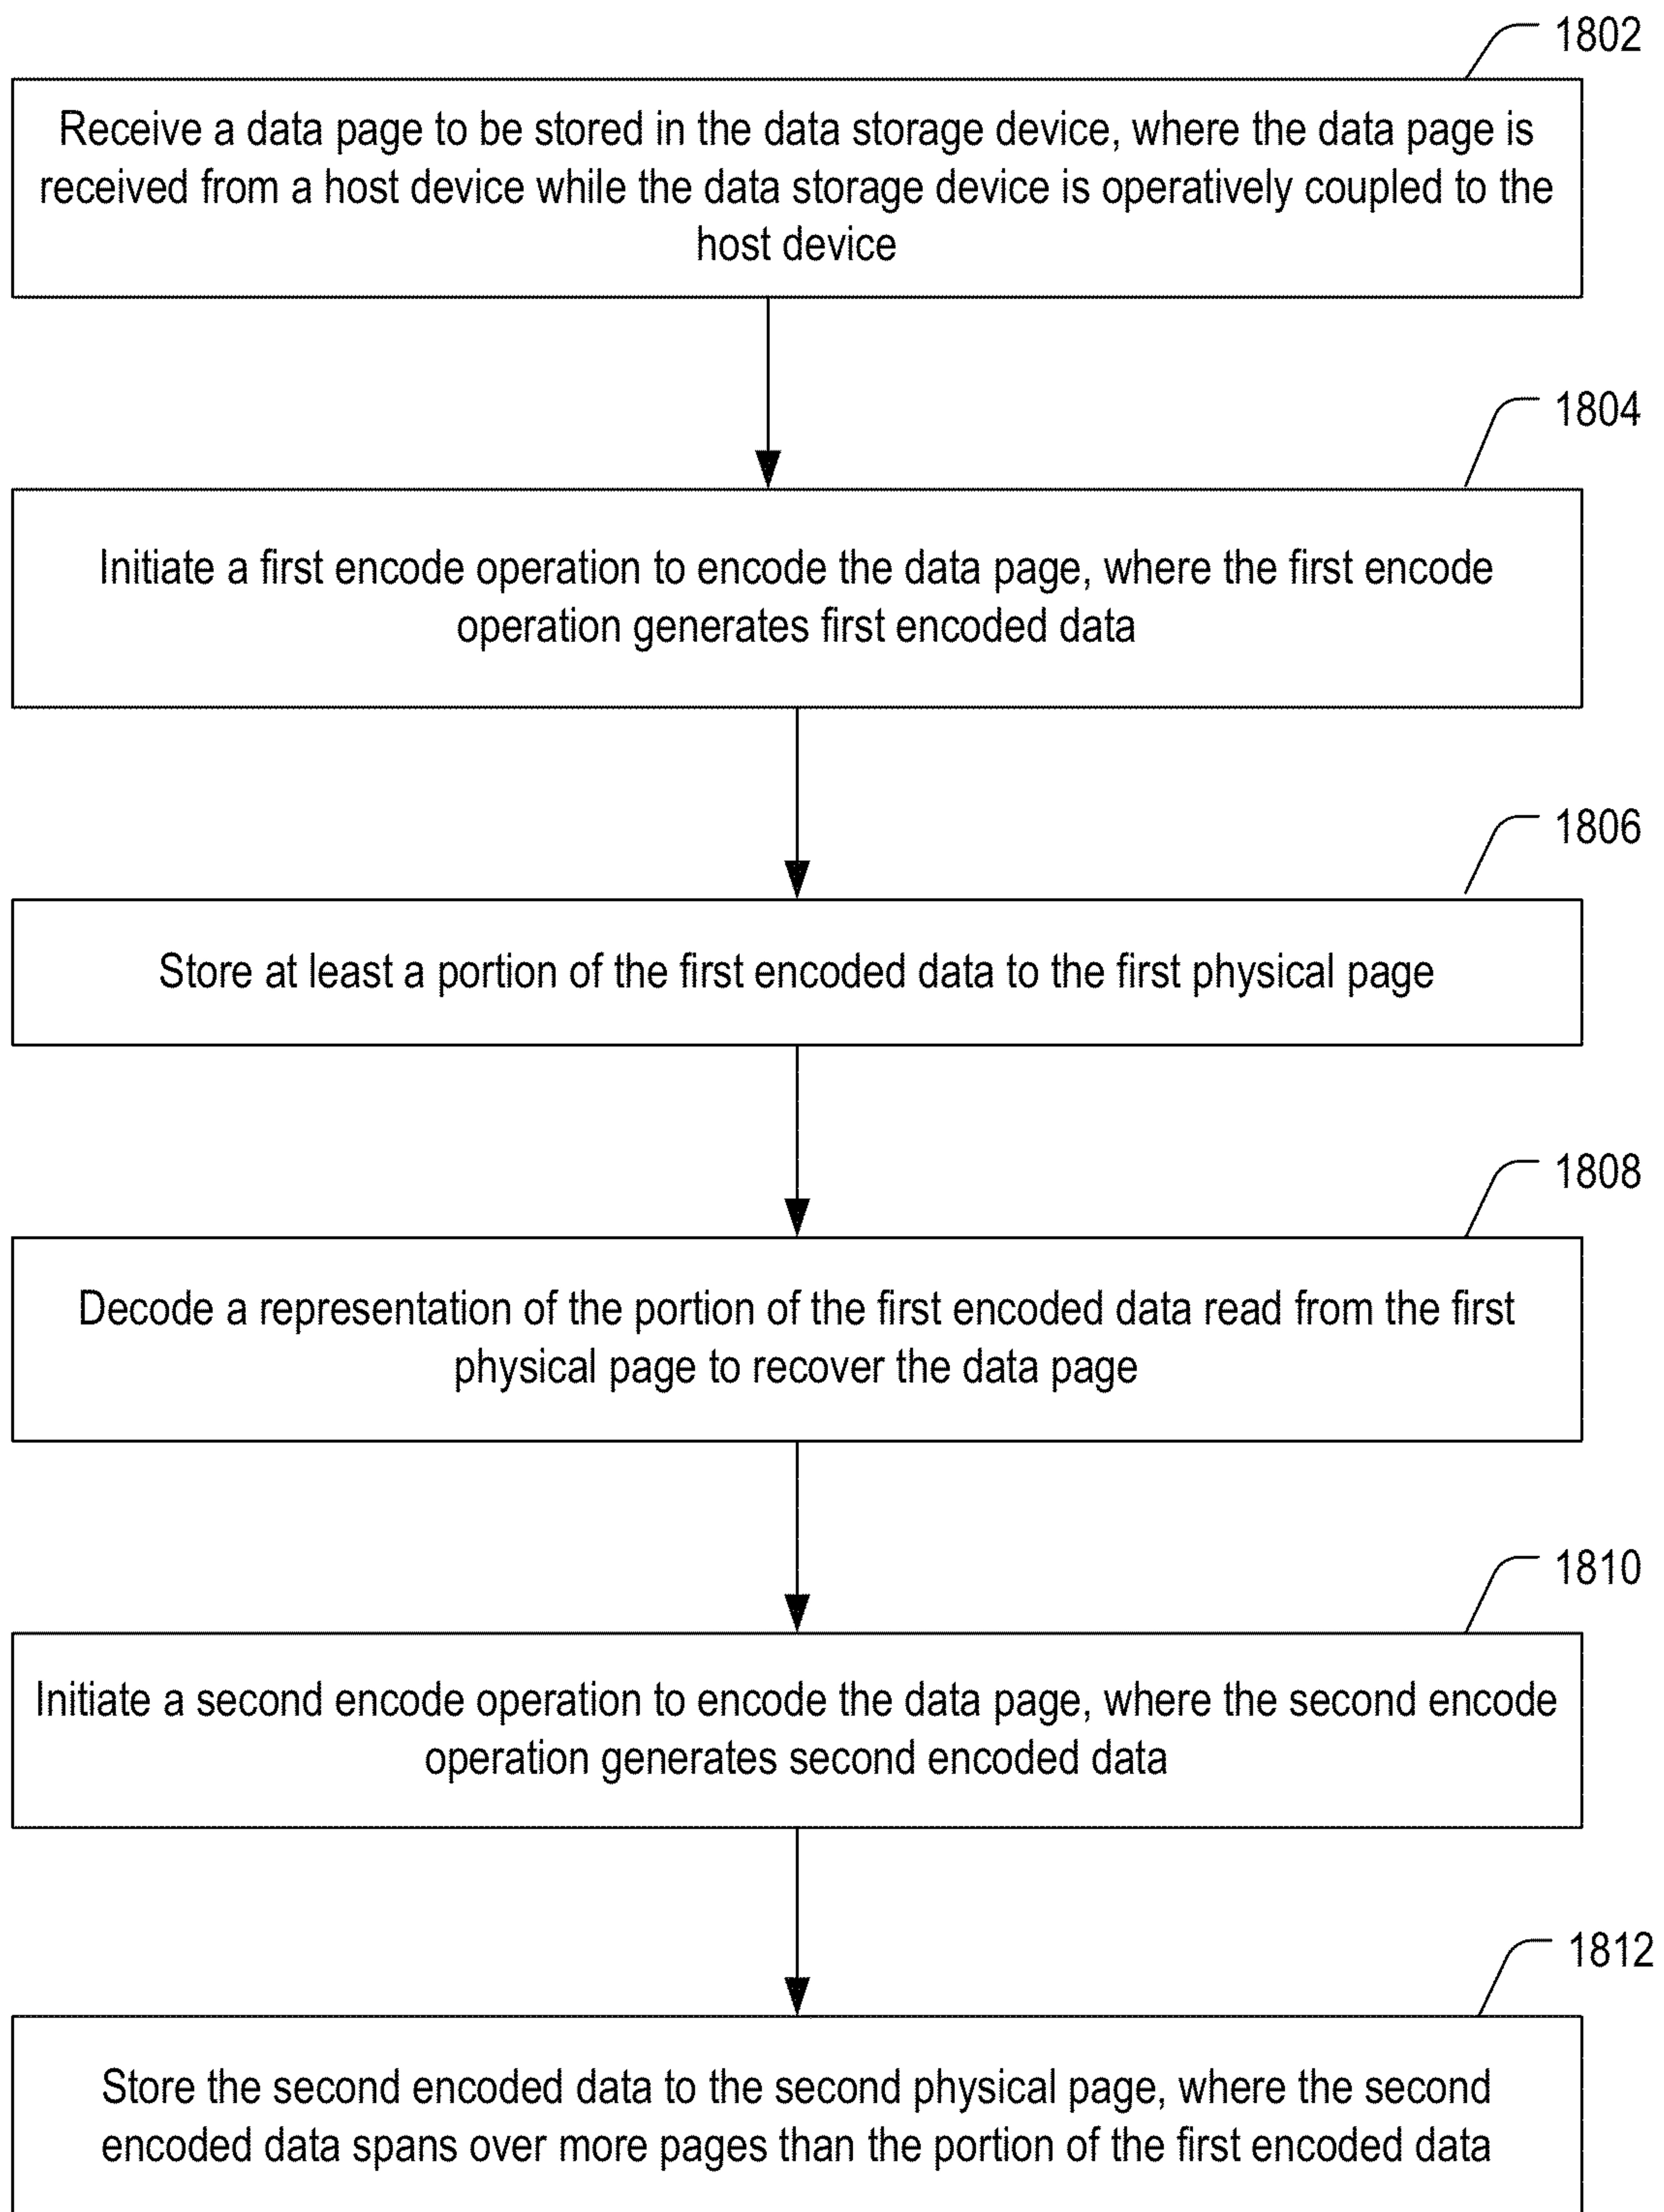 1802
Receive a data page to be stored in the data storage device, where the data page is
received from a host device while the data storage device is operatively coupled to the
host device
1804
Initiate a first encode operation to encode the data page, where the first encode
operation generates first encoded data
1806
Store at least a portion of the first encoded data to the first physical page
1808
Decode a representation of the portion of the first encoded data read from the first
physical page to recover the data page
1810
Initiate a second encode operation to encode the data page, where the second encode
operation generates second encoded data
1812
Store the second encoded data to the second physical page, where the second
encoded data spans over more pages than the portion of the first encoded data